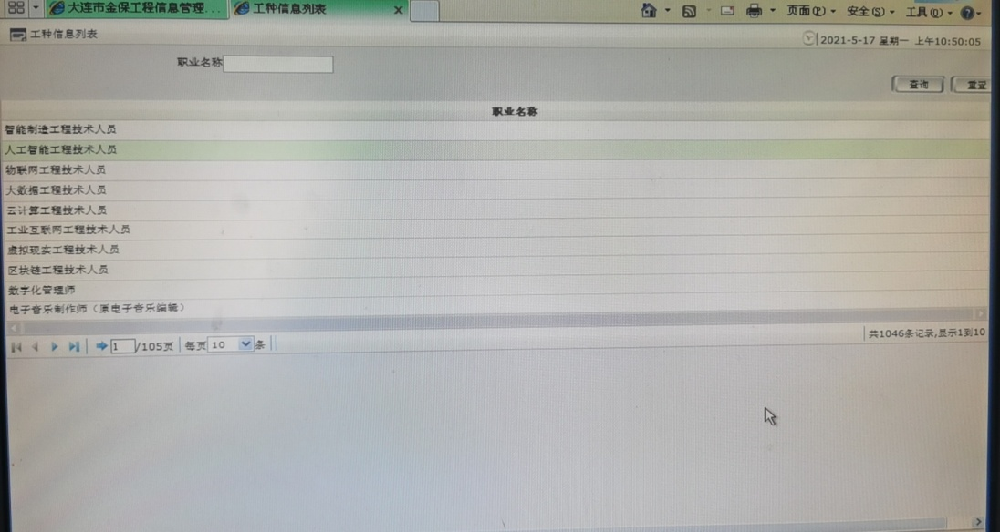 大连市金保工程信息管理...
工种信息列表
页面(P)
安全(S)
工具(O)
工种信息列表
2021-5-17 星期一 上午10:50:05
职业名称
查询
重置
职业名称
智能制造工程技术人员
人工智能工程技术人员
物联网工程技术人员
大数据工程技术人员
云计算工程技术人员
工业互联网工程技术人员
虚拟现实工程技术人员
区块链工程技术人员
数字化管理师
电子音乐制作师（原电子音乐编辑）
共1046条记录,显示1到10
1 /105页 每页 10 条